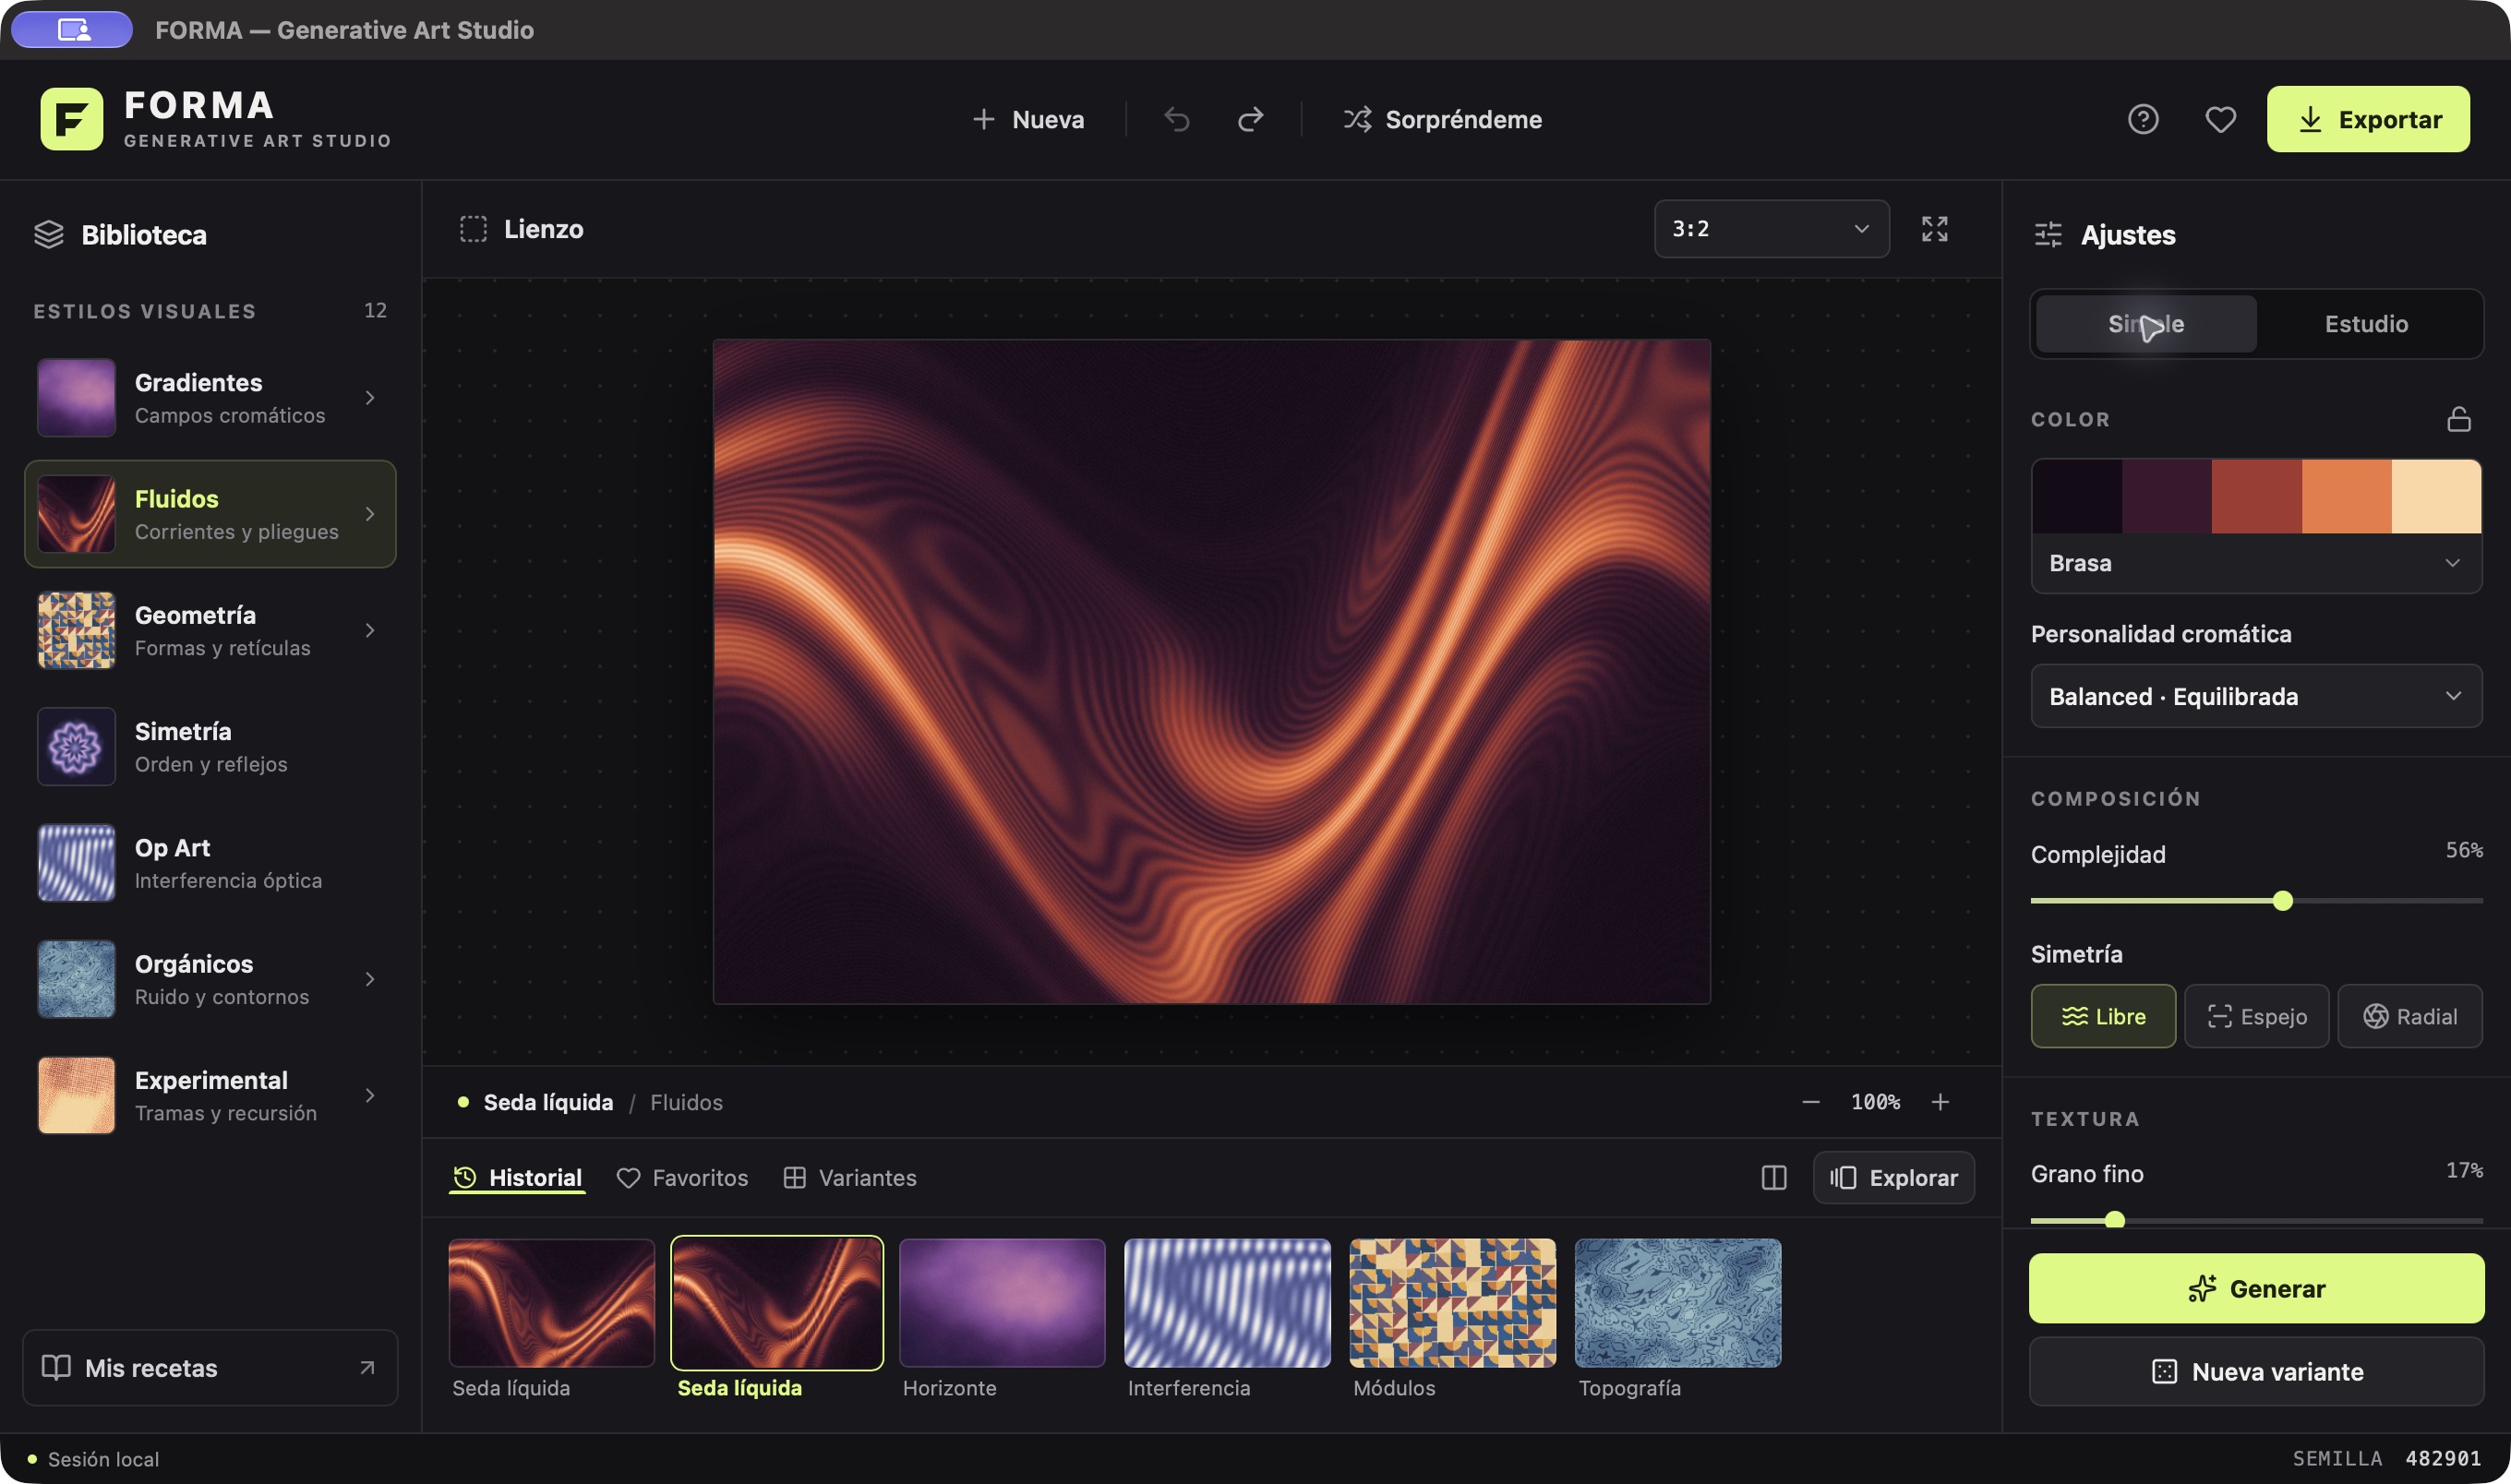 FORMA — Generative Art Studio
FORMA
GENERATIVE ART STUDIO
Nueva
Sorpréndeme
Exportar
Biblioteca
ESTILOS VISUALES 12
Gradientes
Campos cromáticos
Fluidos
Corrientes y pliegues
Geometría
Formas y retículas
Simetría
Orden y reflejos
Op Art
Interferencia óptica
Orgánicos
Ruido y contornos
Experimental
Tramas y recursión
Mis recetas
Lienzo
3:2
Seda líquida / Fluidos
100%
Historial
Favoritos
Variantes
Explorar
Seda líquida
Seda líquida
Horizonte
Interferencia
Módulos
Topografía
Ajustes
Simple
Estudio
COLOR
Brasa
Personalidad cromática
Balanced · Equilibrada
COMPOSICIÓN
Complejidad 56%
Simetría
Libre
Espejo
Radial
TEXTURA
Grano fino 17%
Generar
Nueva variante
Sesión local
SEMILLA 482901